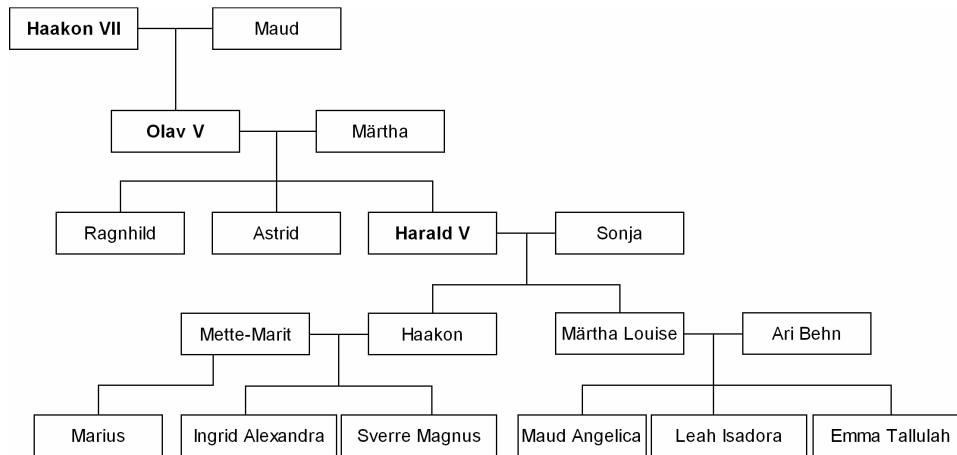 Haakon VII
Maud
Olav V
Märtha
Ragnhild
Astrid
Harald V
Sonja
Mette-Marit
Haakon
Märtha Louise
Ari Behn
Marius
Ingrid Alexandra
Sverre Magnus
Maud Angelica
Leah Isadora
Emma Tallulah